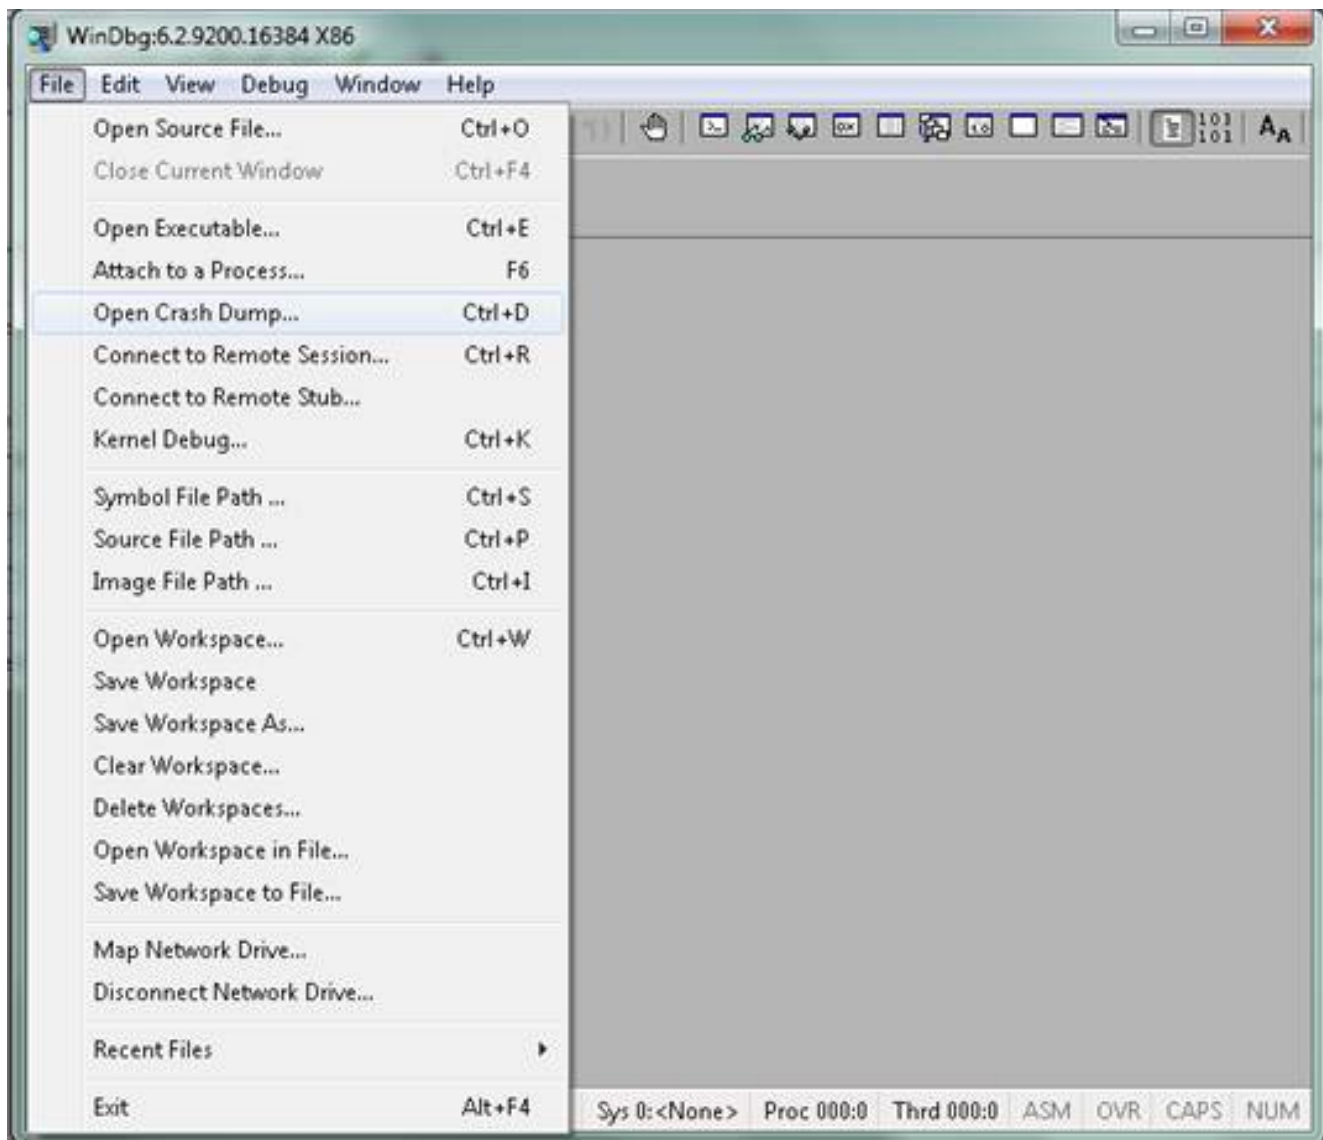 WinDbg:6.2.9200.16384 X86
File Edit View Debug Window Help
Open Source File... Ctrl+O
Close Current Window Ctrl+F4
Open Executable... Ctrl+E
Attach to a Process... F6
Open Crash Dump... Ctrl+D
Connect to Remote Session... Ctrl+R
Connect to Remote Stub...
Kernel Debug... Ctrl+K
Symbol File Path ... Ctrl+S
Source File Path ... Ctrl+P
Image File Path ... Ctrl+I
Open Workspace... Ctrl+W
Save Workspace
Save Workspace As...
Clear Workspace...
Delete Workspaces...
Open Workspace in File...
Save Workspace to File...
Map Network Drive...
Disconnect Network Drive...
Recent Files
Exit Alt+F4
101
101
AA
Sys 0:<None> Proc 000:0 Thrd 000:0 ASM OVR CAPS NUM